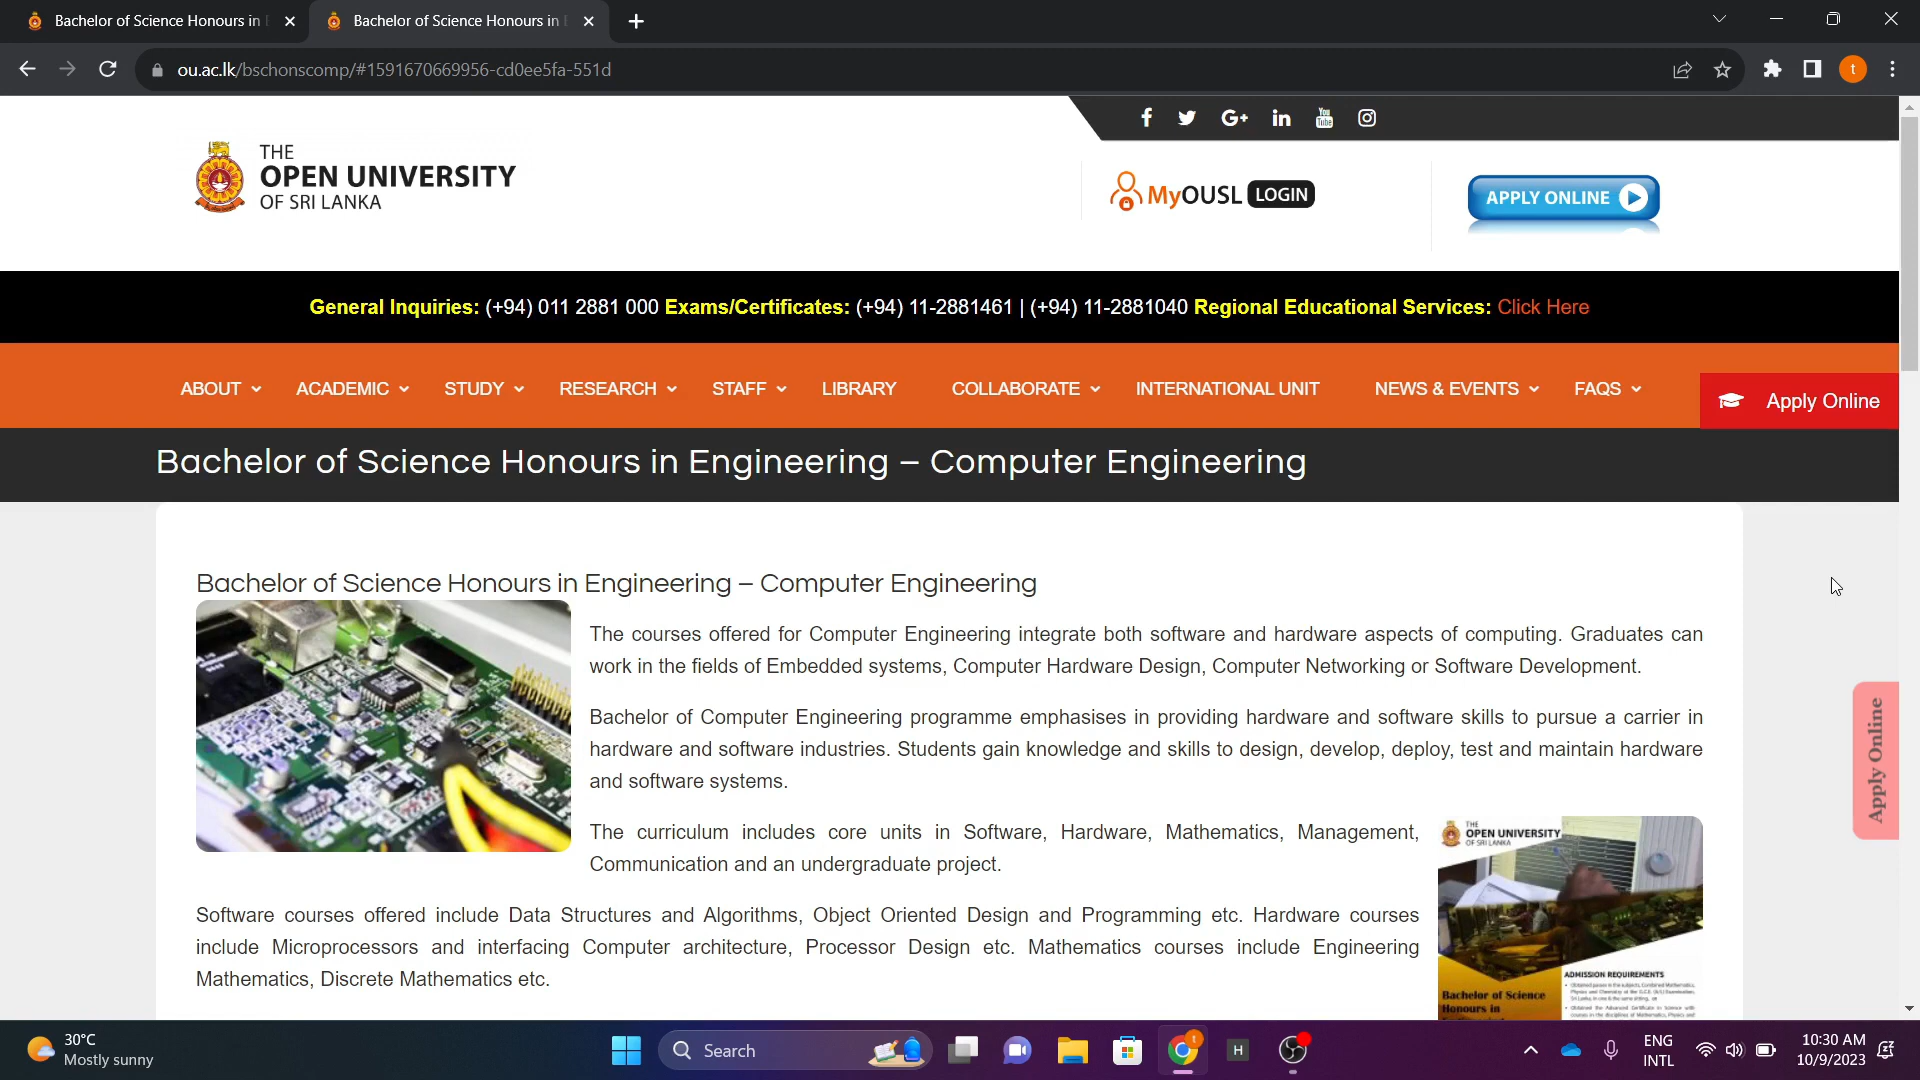 Bachelor of Science Honours in
Bachelor of Science Honours in
ou.ac.lk/bschonscomp/#1591670669956-cd0ee5fa-551d
t
THE
OPEN UNIVERSITY
OF SRI LANKA
You
Tube
MyOUSL LOGIN
APPLY ONLINE
General Inquiries: (+94) 011 2881 000 Exams/Certificates: (+94) 11-2881461 | (+94) 11-2881040 Regional Educational Services: Click Here
ABOUT ACADEMIC STUDY RESEARCH STAFF LIBRARY COLLABORATE INTERNATIONAL UNIT NEWS & EVENTS FAQS
Apply Online
Bachelor of Science Honours in Engineering – Computer Engineering
Bachelor of Science Honours in Engineering – Computer Engineering
The courses offered for Computer Engineering integrate both software and hardware aspects of computing. Graduates can
work in the fields of Embedded systems, Computer Hardware Design, Computer Networking or Software Development.
Bachelor of Computer Engineering programme emphasises in providing hardware and software skills to pursue a carrier in
hardware and software industries. Students gain knowledge and skills to design, develop, deploy, test and maintain hardware
and software systems.
Apply Online
The curriculum includes core units in Software, Hardware, Mathematics, Management,
Communication and an undergraduate project.
Software courses offered include Data Structures and Algorithms, Object Oriented Design and Programming etc. Hardware courses
include Microprocessors and interfacing Computer architecture, Processor Design etc. Mathematics courses include Engineering
Mathematics, Discrete Mathematics etc.
THE
OPEN UNIVERSITY
OF SRI LANKA
ADMISSION REQUIREMENTS
Bachelor of Science
Honours in
30°C
Mostly sunny
Search
H
t
ENG
INTL
10:30 AM
10/9/2023